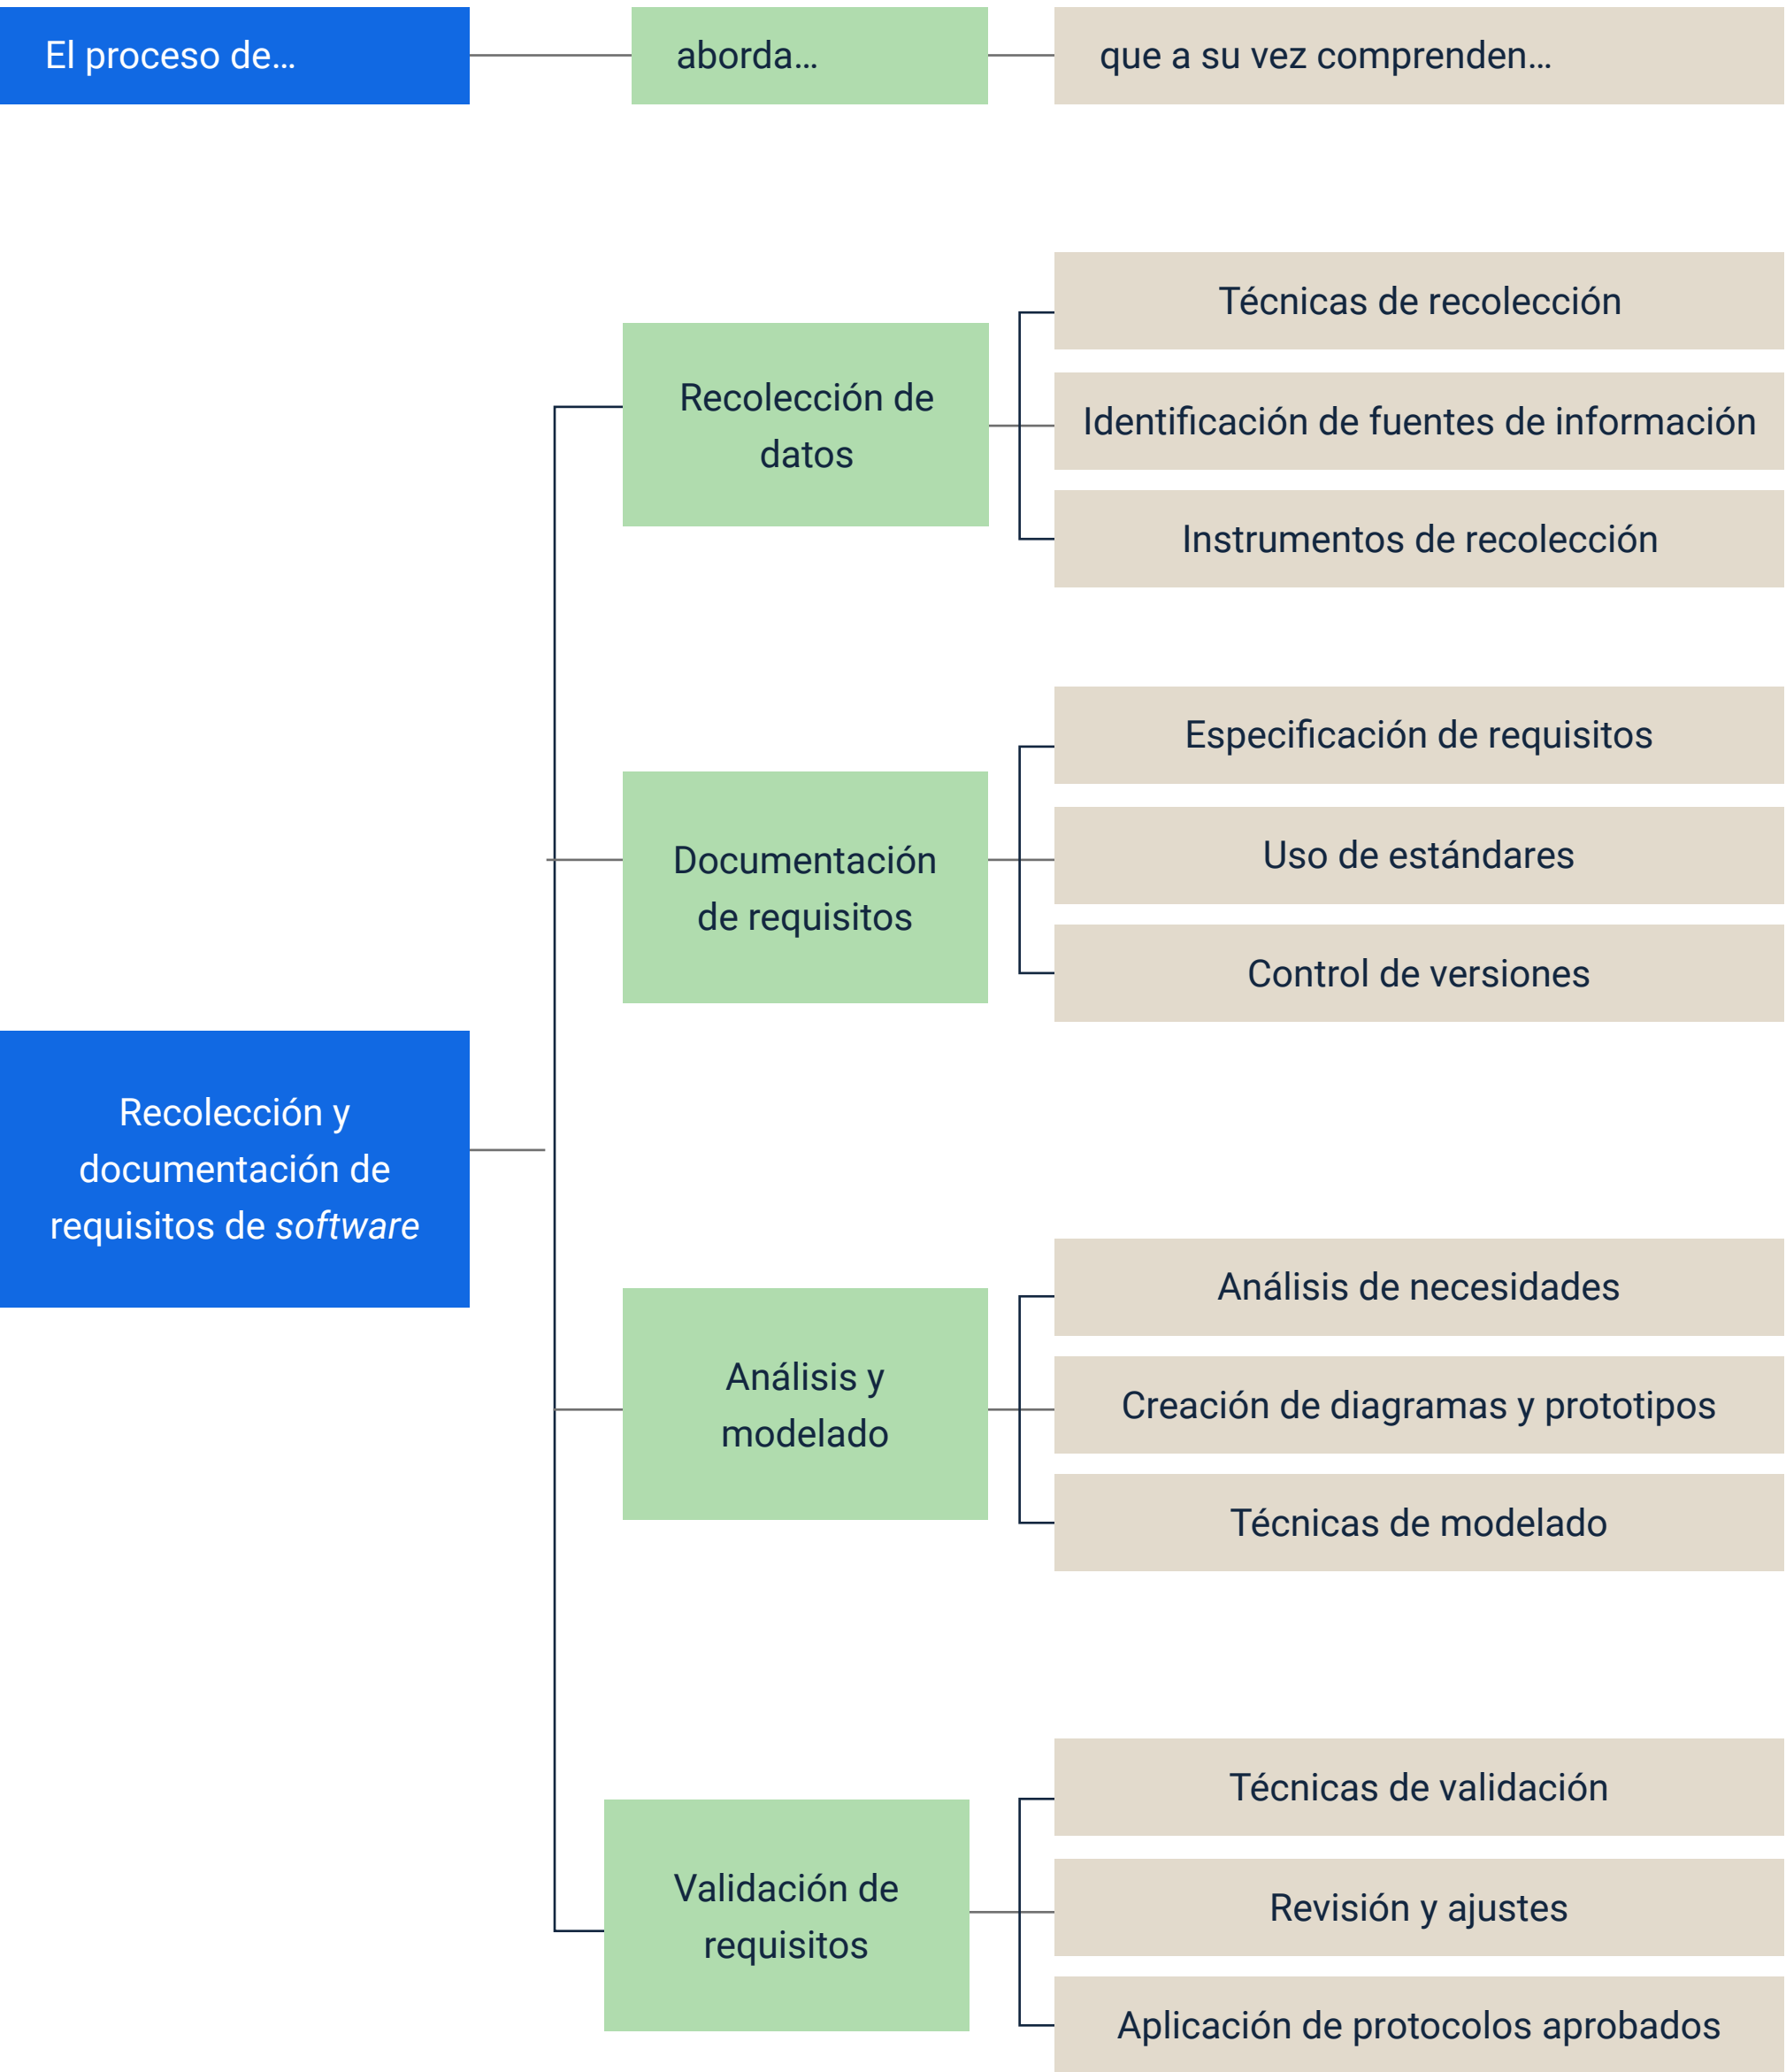 El proceso de...
aborda...
que a su vez comprenden...
Recolección y
documentación de
requisitos de software
Recolección de
datos
Técnicas de recolección
Identificación de fuentes de información
Instrumentos de recolección
Documentación
de requisitos
Especificación de requisitos
Uso de estándares
Control de versiones
Análisis y
modelado
Análisis de necesidades
Creación de diagramas y prototipos
Técnicas de modelado
Validación de
requisitos
Técnicas de validación
Revisión y ajustes
Aplicación de protocolos aprobados